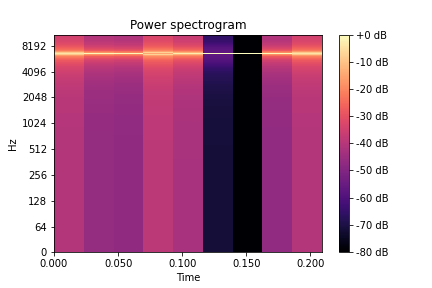 Power spectrogram
8192
4096
2048
1024
512
256
128
64
0
Hz
0.000 0.050 0.100 0.150 0.200
Time
+0 dB
-10 dB
-20 dB
-30 dB
-40 dB
-50 dB
-60 dB
-70 dB
-80 dB